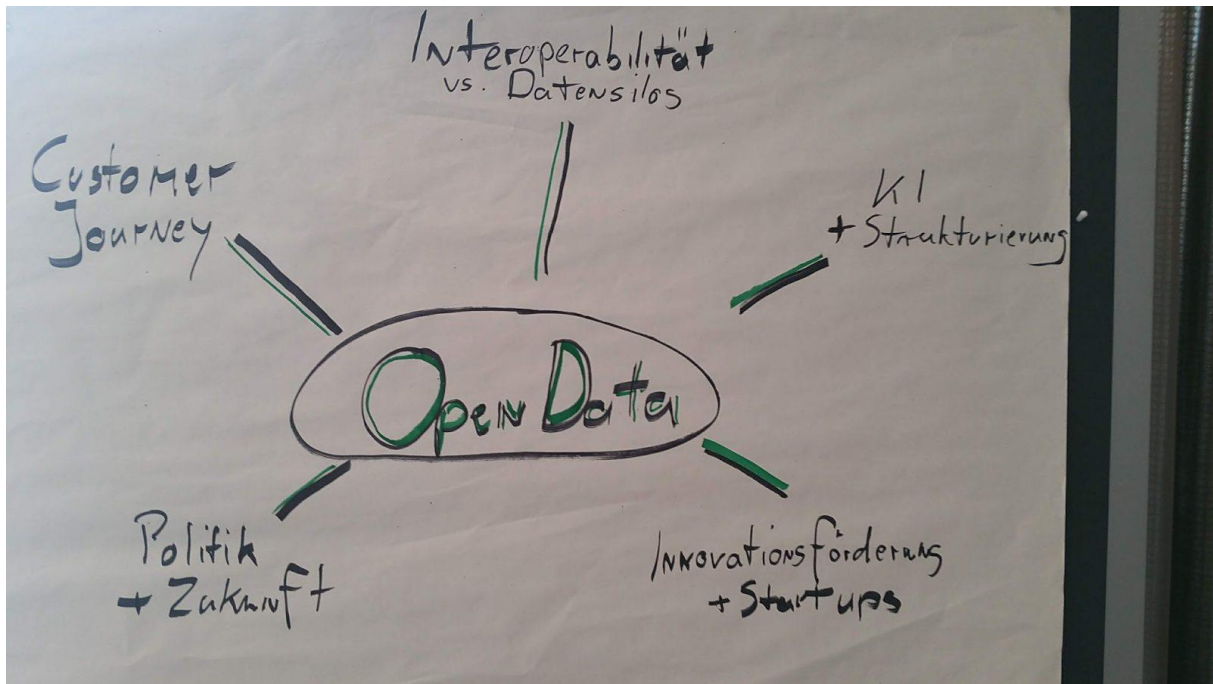 Interoperabilität
vs. Datensilos
Customer
Journey
KI
+ Strukturierung
Open Data
Politik
+ Zukunft
Innovationsförderung
+ Startups